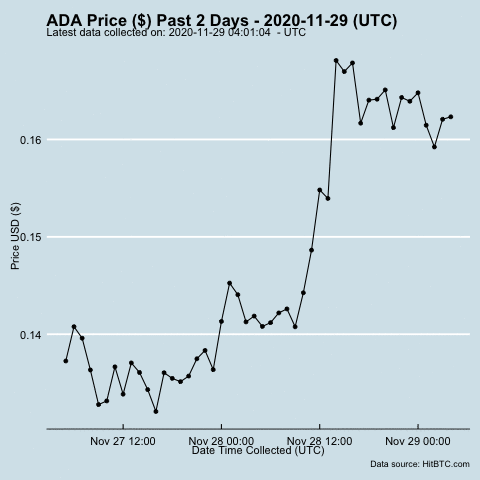 ADA Price ($) Past 2 Days - 2020-11-29 (UTC)
Latest data collected on: 2020-11-29 04:01:04 - UTC
0.16
0.15
0.14
Price USD ($)
Nov 27 12:00 Nov 28 00:00 Nov 28 12:00 Nov 29 00:00
Date Time Collected (UTC)
Data source: HitBTC.com